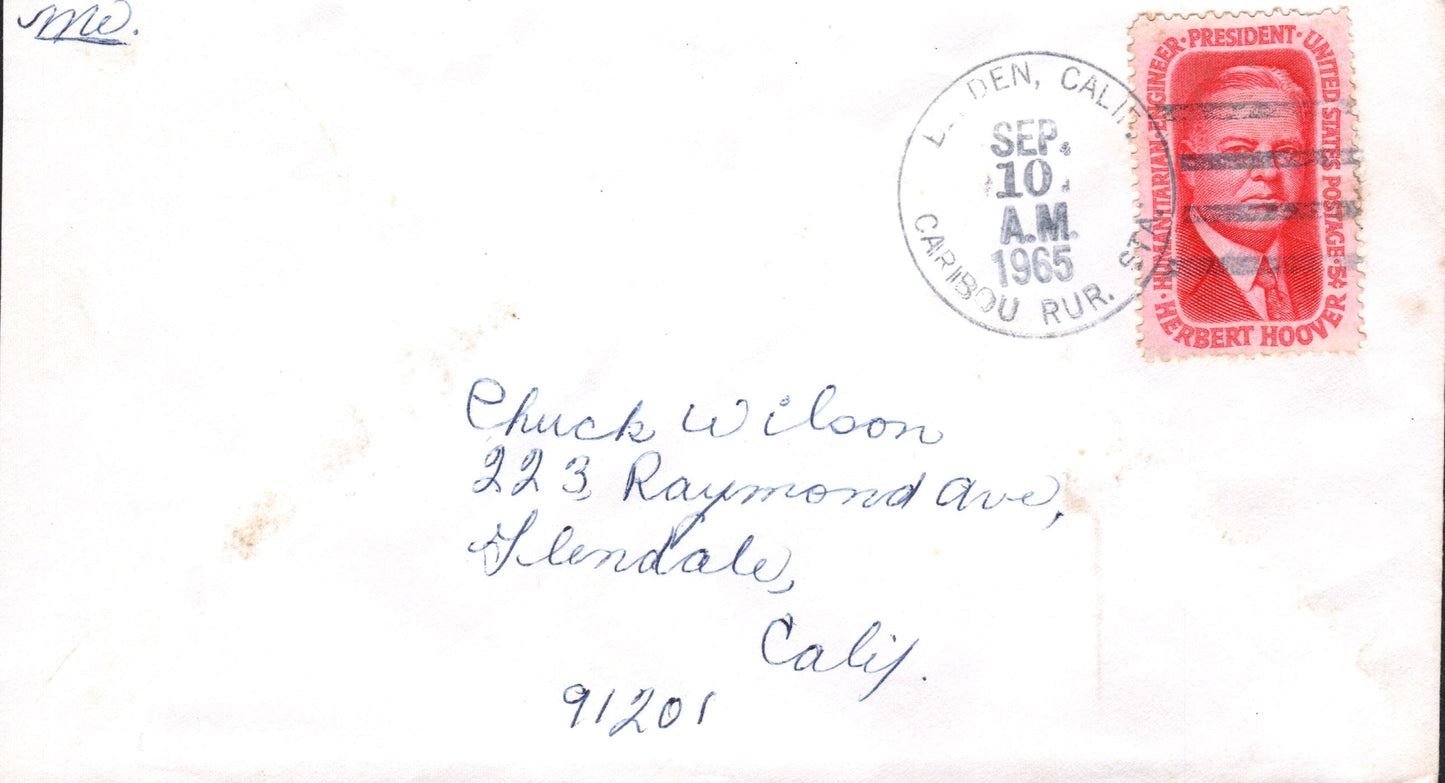 Me.
DEN, CALIF.
SEP.
10
A.M.
1965
CARIBOU RUR. STA.
HUMANITARIAN·ENGINEER·PRESIDENT·UNITED STATES POSTAGE·5¢
HERBERT HOOVER
Chuck Wilson
223 Raymond Ave,
Glendale,
Calif.
91201